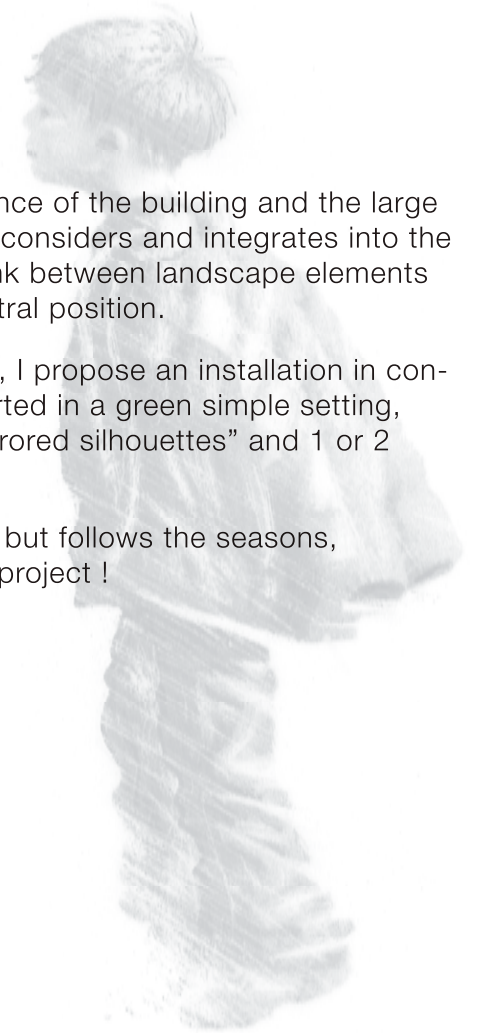 nce of the building and the large
considers and integrates into the
nk between landscape elements
tral position.
, I propose an installation in con-
rted in a green simple setting,
rored silhouettes” and 1 or 2
but follows the seasons,
project !